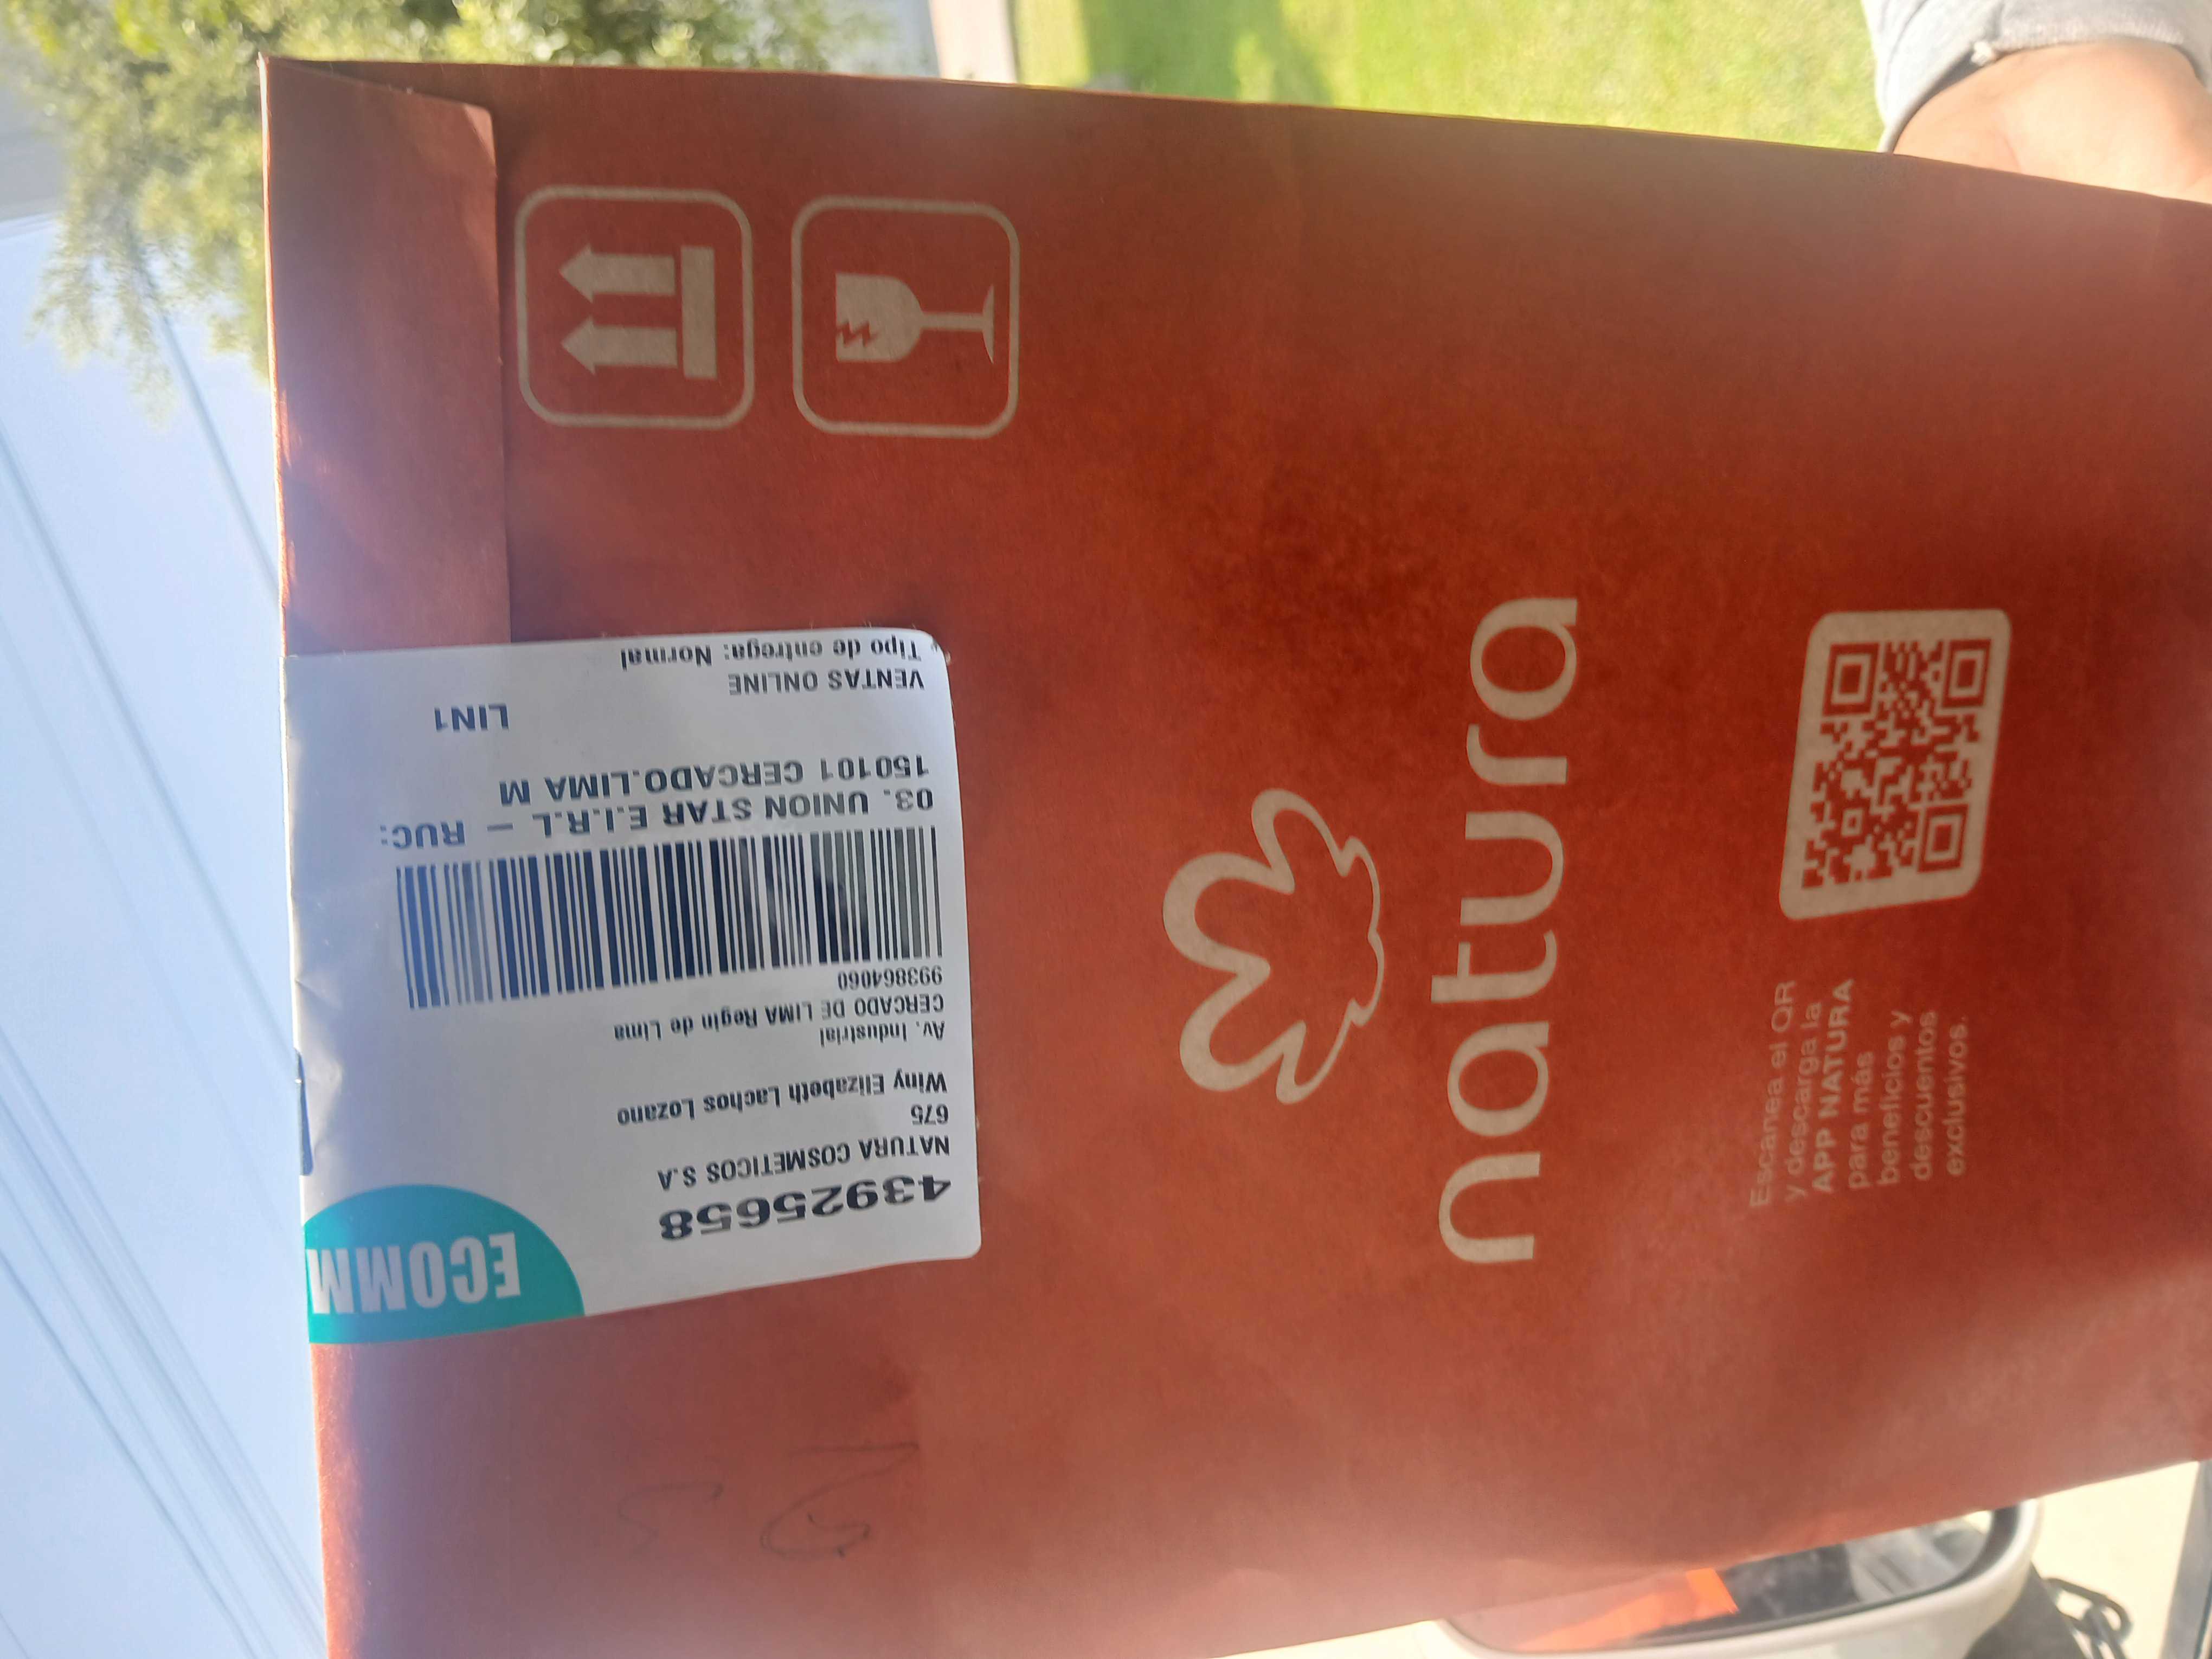 ECOMM
43925658
NATURA COSMETICOS S.A
675
Winy Elizabeth Lachos Lozano
Av. Industrial
CERCADO DE LIMA Regin de Lima
993864060
03. UNION STAR E.I.R.L - RUC:
150101 CERCADO.LIMA M
LIN1
VENTAS ONLINE
Tipo de entrega: Normal
natura
Escanea el QR
y descarga la
APP NATURA
para más
beneficios y
descuentos
exclusivos.